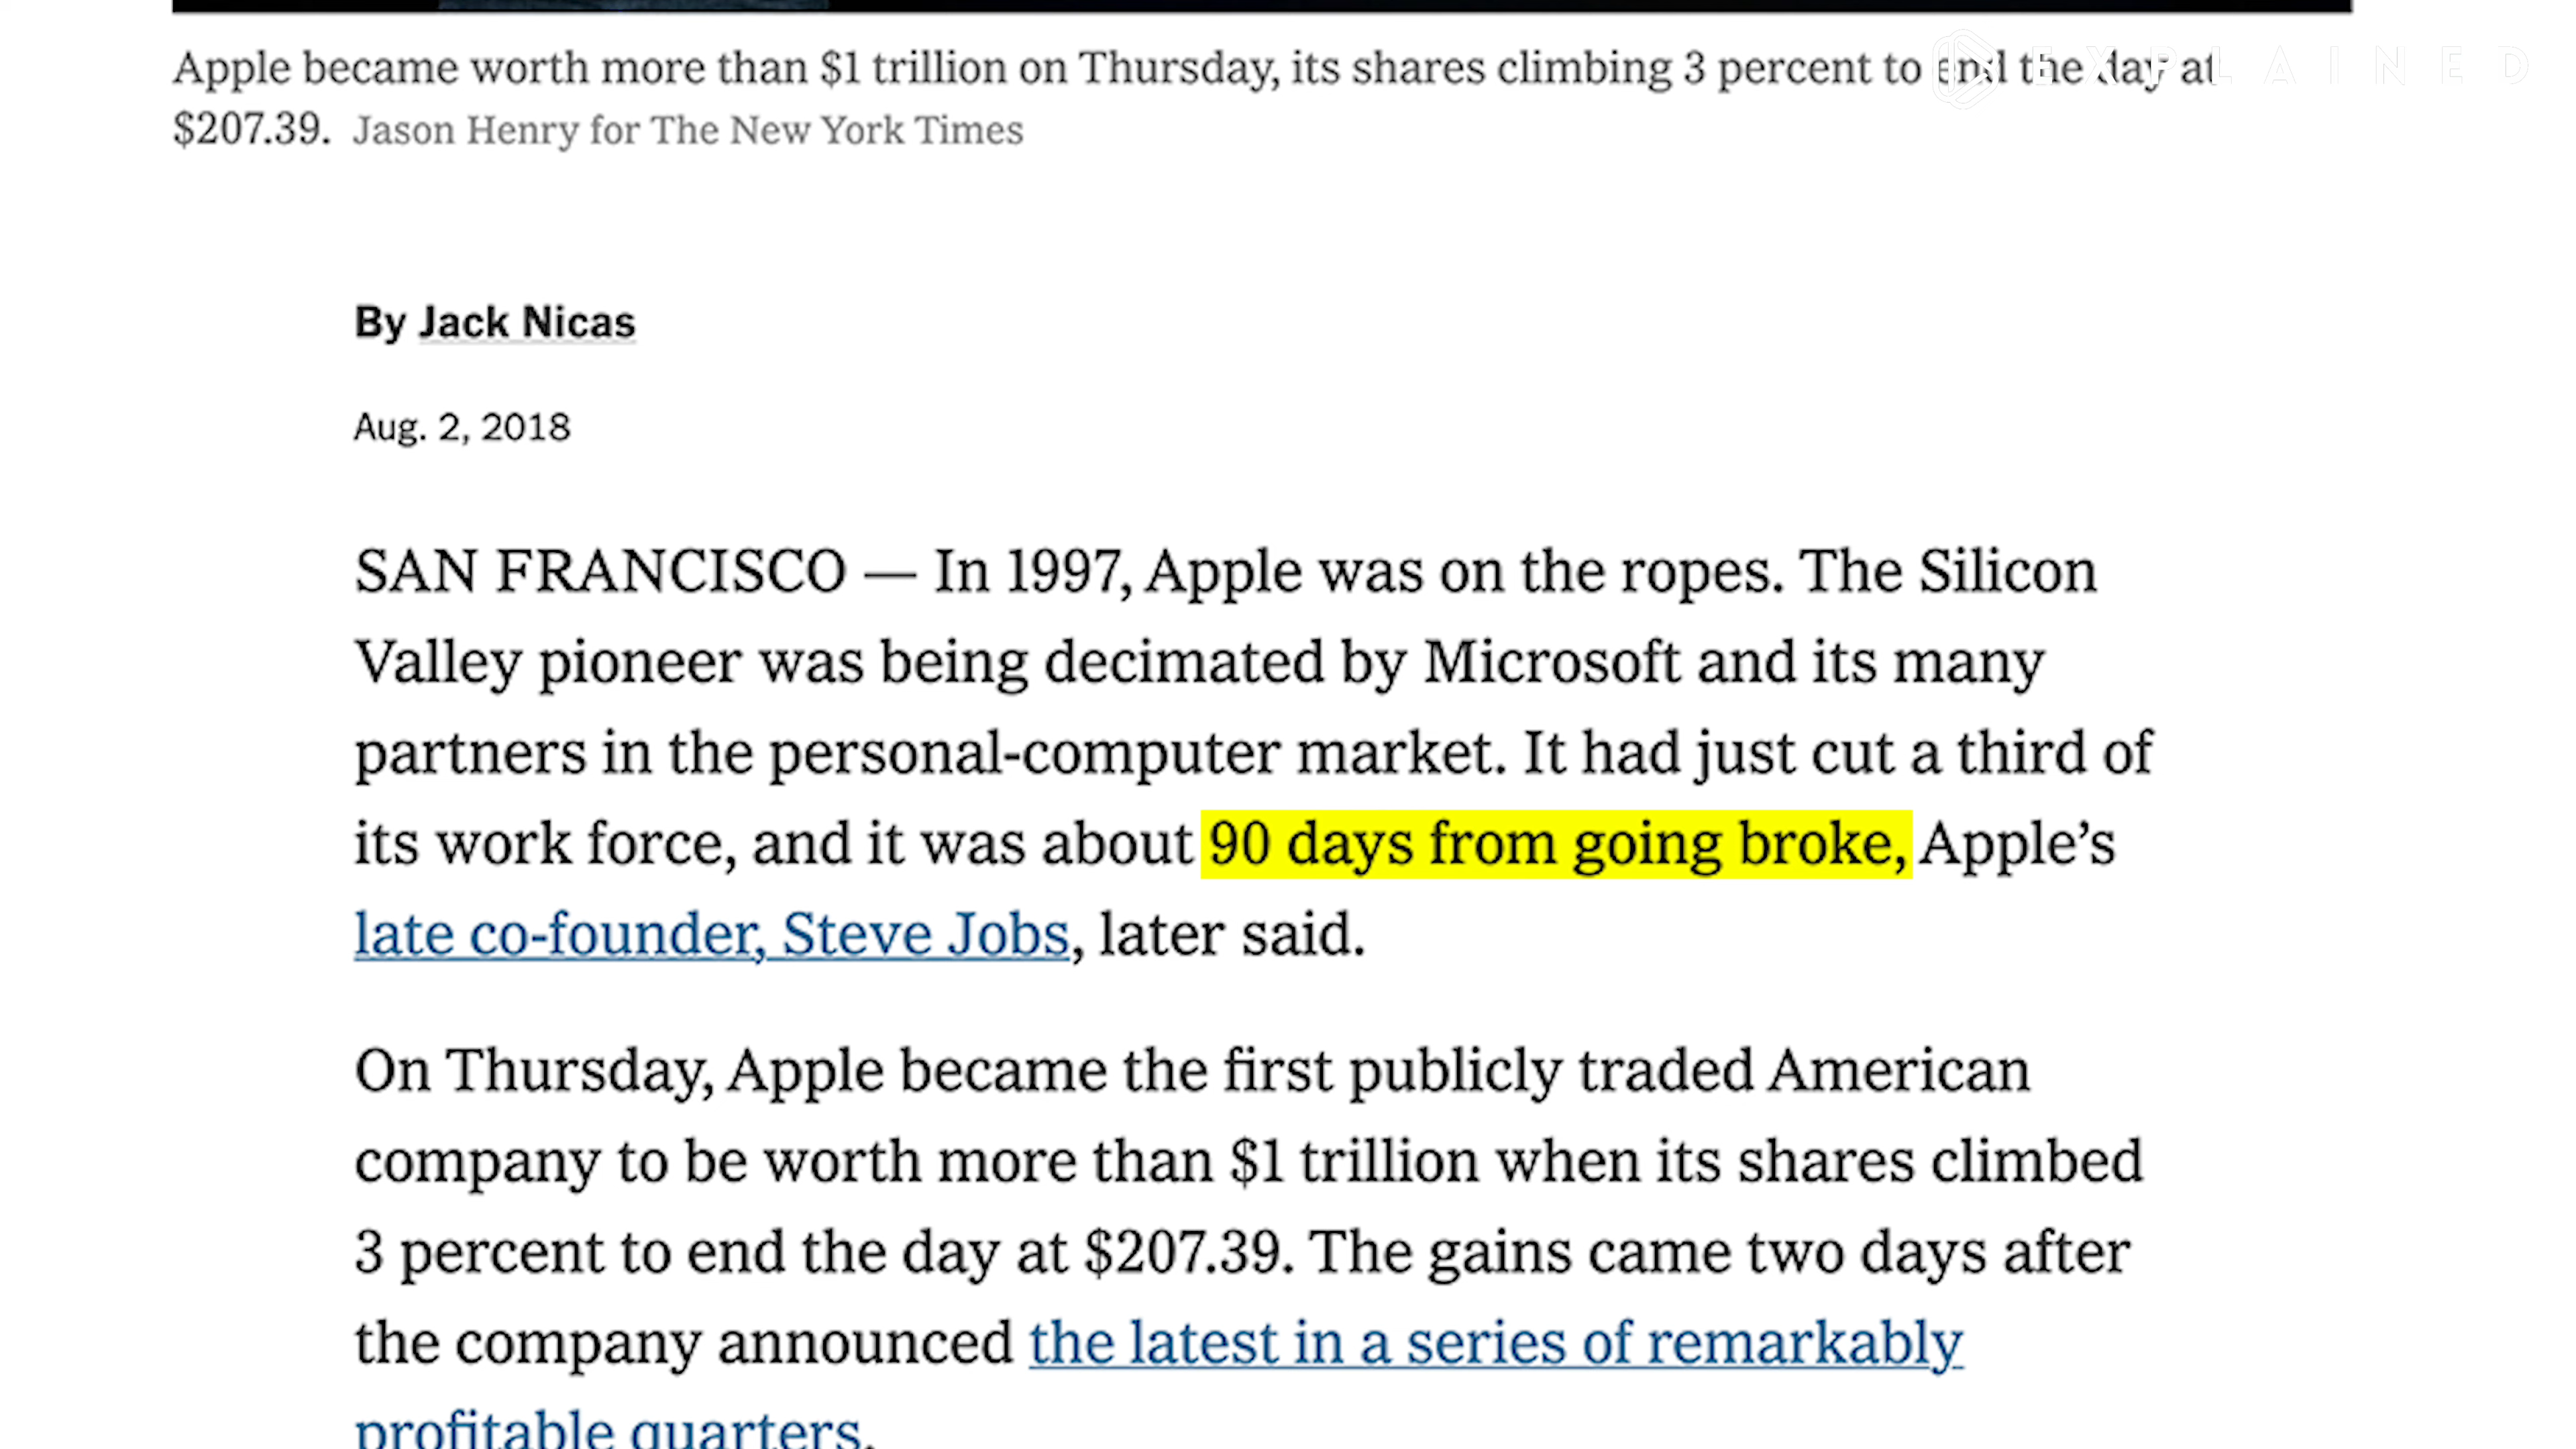 Apple became worth more than $1 trillion on Thursday, its shares climbing 3 percent to end the day at
$207.39. Jason Henry for The New York Times
EXPLAINED
By Jack Nicas
Aug. 2, 2018
SAN FRANCISCO — In 1997, Apple was on the ropes. The Silicon
Valley pioneer was being decimated by Microsoft and its many
partners in the personal-computer market. It had just cut a third of
its work force, and it was about 90 days from going broke, Apple’s
late co-founder, Steve Jobs, later said.
On Thursday, Apple became the first publicly traded American
company to be worth more than $1 trillion when its shares climbed
3 percent to end the day at $207.39. The gains came two days after
the company announced the latest in a series of remarkably
profitable quarters.